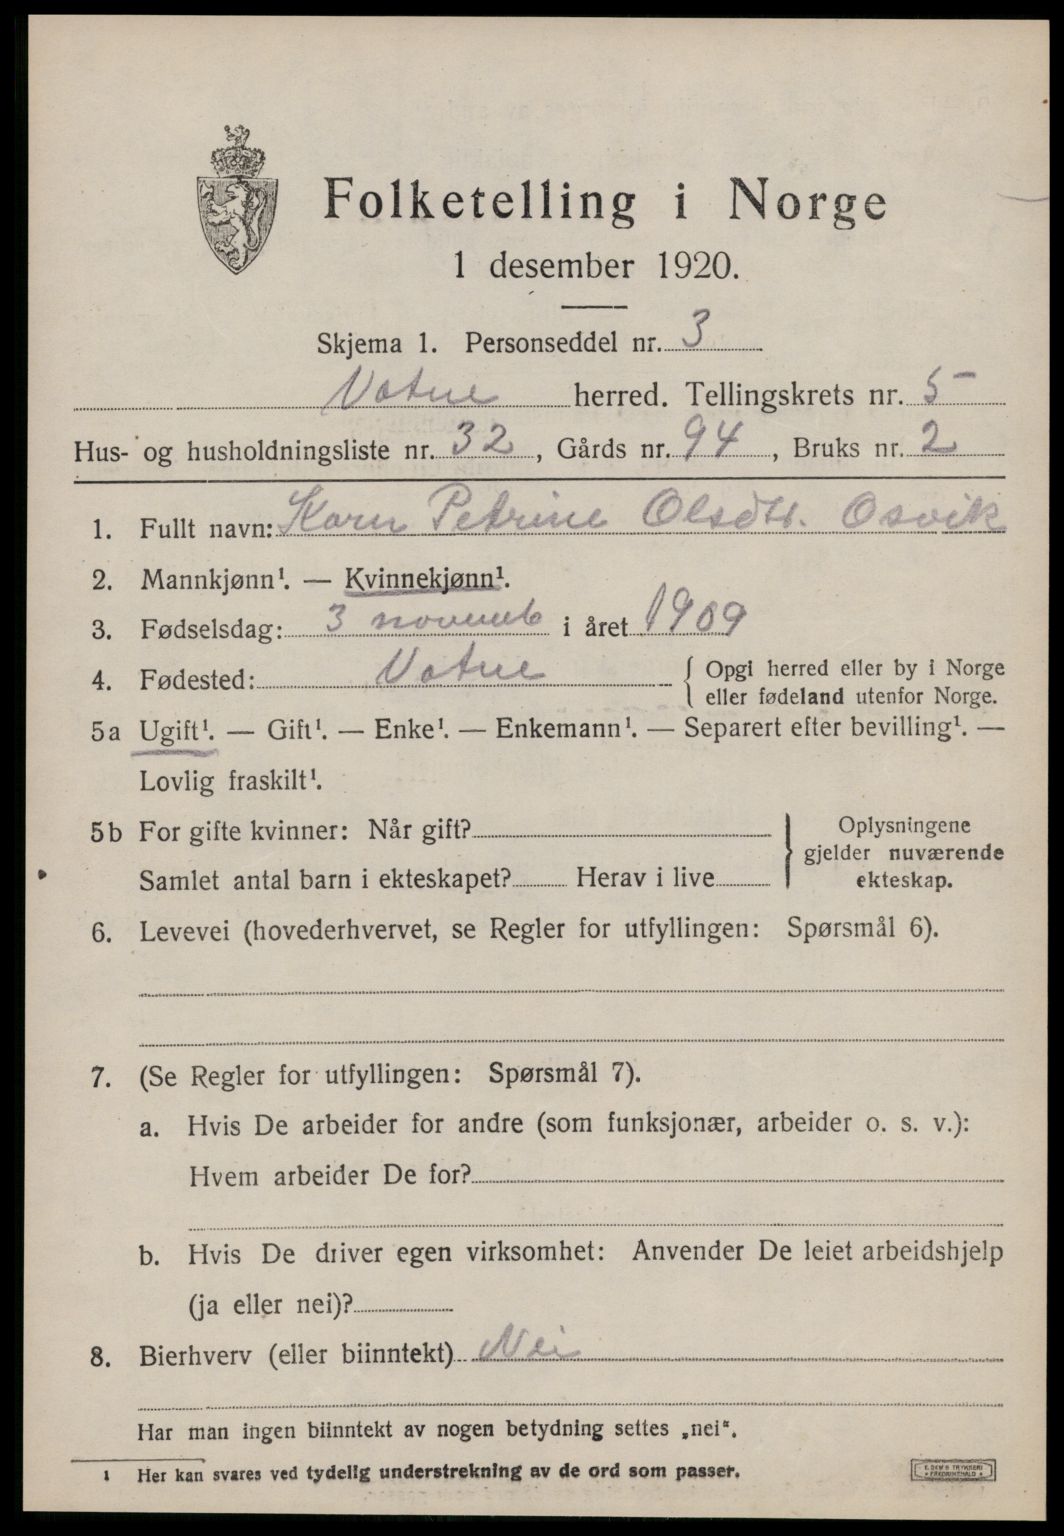 Folketelling i Norge
1 desember 1920.
Skjema 1. Personseddel nr. 3
Vatne herred. Tellingskrets nr. 5
Hus- og husholdningsliste nr. 32, Gårds nr. 94, Bruks nr. 2
1. Fullt navn: Karn Petrine Olsdtr. Osvik
2. Mannkjønn¹. — Kvinnekjønn¹.
3. Fødselsdag: 3 novemb i året 1909
4. Fødested: Vatne { Opgi herred eller by i Norge
eller fødeland utenfor Norge.
5a Ugift¹. — Gift¹. — Enke¹. — Enkemann¹. — Separert efter bevilling¹. —
Lovlig fraskilt¹.
5b For gifte kvinner: Når gift? } Oplysningene
gjelder nuværende
Samlet antal barn i ekteskapet? Herav i live ekteskap.
6. Levevei (hovederhvervet, se Regler for utfyllingen: Spørsmål 6).
7. (Se Regler for utfyllingen: Spørsmål 7).
a. Hvis De arbeider for andre (som funksjonær, arbeider o. s. v.):
Hvem arbeider De for?
b. Hvis De driver egen virksomhet: Anvender De leiet arbeidshjelp
(ja eller nei)?
8. Bierhverv (eller biinntekt) Nei
Har man ingen biinntekt av nogen betydning settes „nei“.
1 Her kan svares ved tydelig understrekning av de ord som passer.